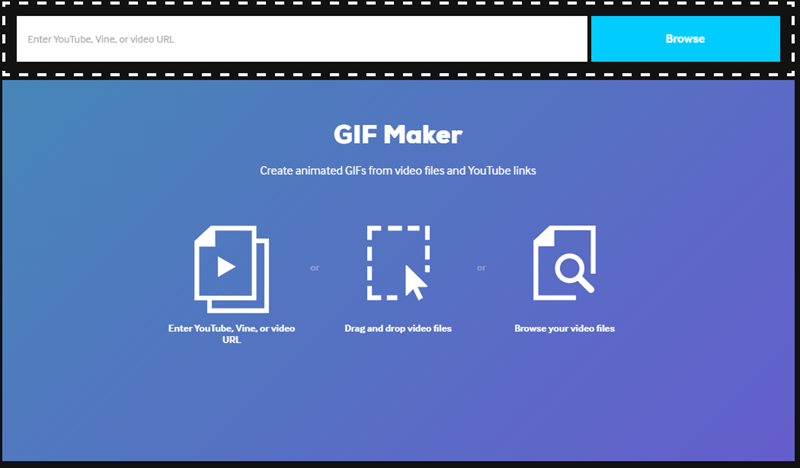 Enter YouTube, Vine, or video URL
Browse
GIF Maker
Create animated GIFs from video files and YouTube links
or
or
Enter YouTube, Vine, or video
URL
Drag and drop video files
Browse your video files